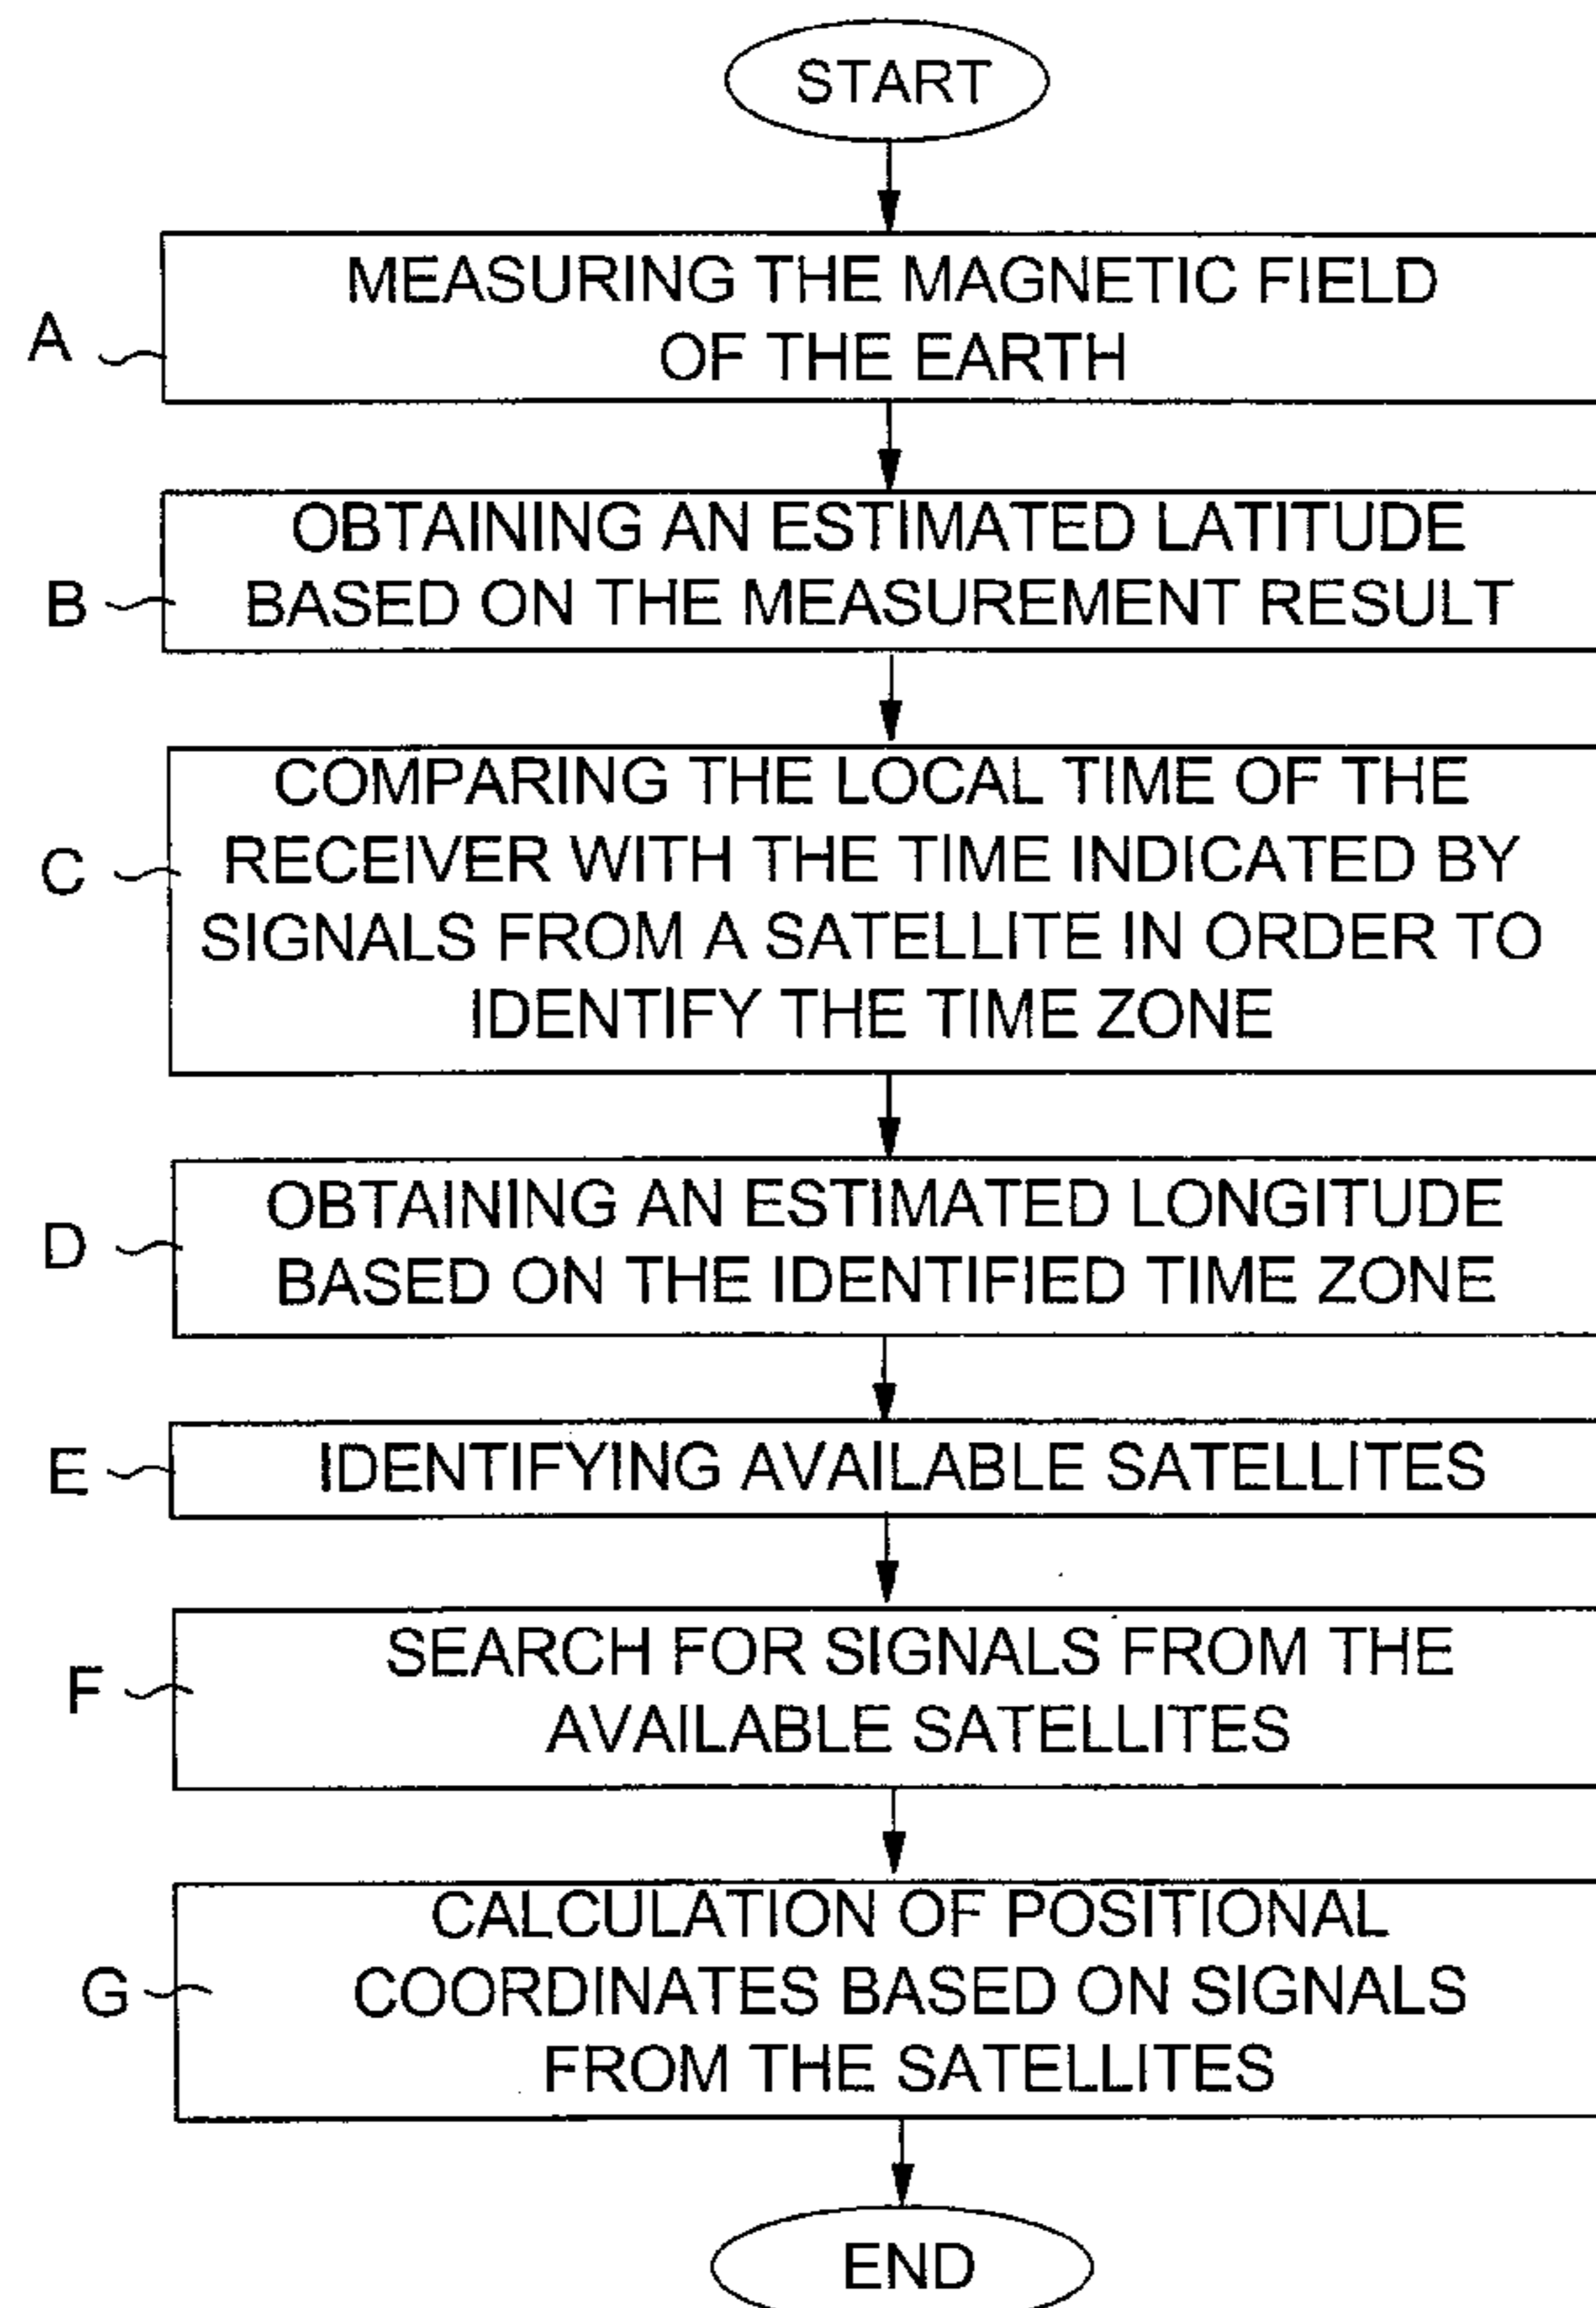 START
A
MEASURING THE MAGNETIC FIELD
OF THE EARTH
B
OBTAINING AN ESTIMATED LATITUDE
BASED ON THE MEASUREMENT RESULT
C
COMPARING THE LOCAL TIME OF THE
RECEIVER WITH THE TIME INDICATED BY
SIGNALS FROM A SATELLITE IN ORDER TO
IDENTIFY THE TIME ZONE
D
OBTAINING AN ESTIMATED LONGITUDE
BASED ON THE IDENTIFIED TIME ZONE
E
IDENTIFYING AVAILABLE SATELLITES
F
SEARCH FOR SIGNALS FROM THE
AVAILABLE SATELLITES
G
CALCULATION OF POSITIONAL
COORDINATES BASED ON SIGNALS
FROM THE SATELLITES
END